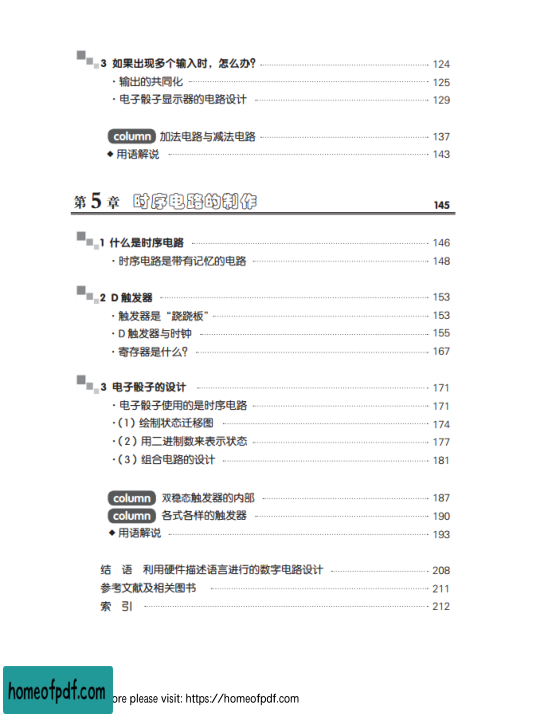 3 如果出现多个输入时，怎么办？ 124
・输出的共同化 125
・电子骰子显示器的电路设计 129
column 加法电路与减法电路 137
◆ 用语解说 143
第 5 章 时序电路的制作 145
1 什么是时序电路 146
・时序电路是带有记忆的电路 148
2 D 触发器 153
・触发器是“跷跷板” 153
・D 触发器与时钟 155
・寄存器是什么？ 167
3 电子骰子的设计 171
・电子骰子使用的是时序电路 171
・（1）绘制状态迁移图 174
・（2）用二进制数来表示状态 177
・（3）组合电路的设计 181
column 双稳态触发器的内部 187
column 各式各样的触发器 190
◆ 用语解说 193
结 语 利用硬件描述语言进行的数字电路设计 208
参考文献及相关图书 211
索 引 212
homeofpdf.com ore please visit: https://homeofpdf.com